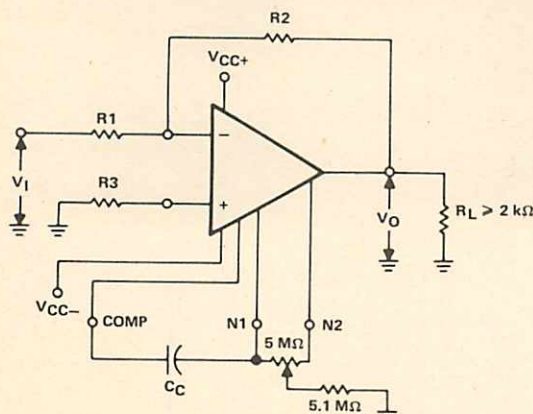 R2
VCC+
R1
−
VI
R3
+
VO
RL ≥ 2 kΩ
VCC−
COMP
N1
N2
5 MΩ
CC
5.1 MΩ